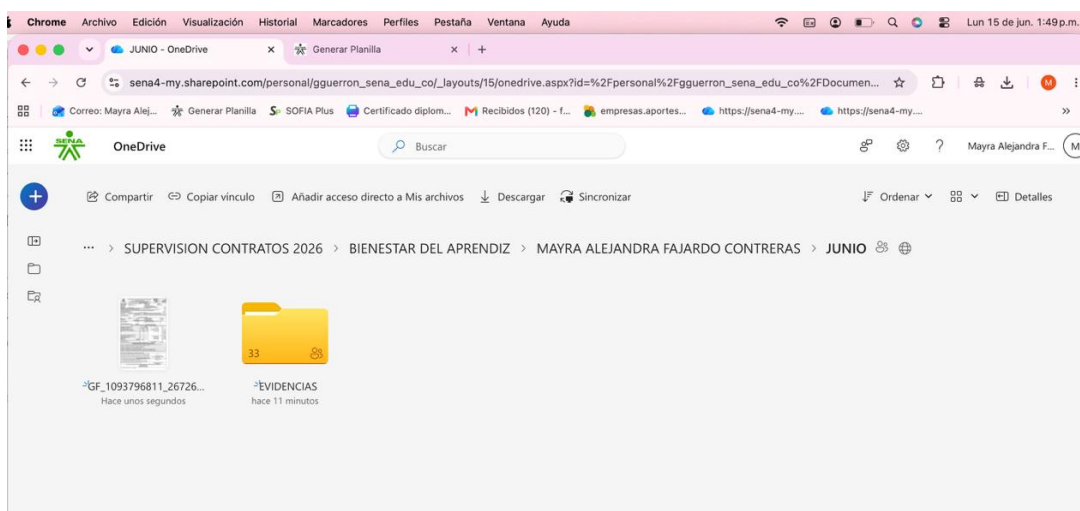 Chrome Archivo Edición Visualización Historial Marcadores Perfiles Pestaña Ventana Ayuda Lun 15 de jun. 1:49 p.m.
JUNIO - OneDrive Generar Planilla
sena4-my.sharepoint.com/personal/gguerron_sena_edu_co/_layouts/15/onedrive.aspx?id=%2Fpersonal%2Fgguerron_sena_edu_co%2FDocumen...
Correo: Mayra Alej... Generar Planilla SOFIA Plus Certificado diplom... Recibidos (120) - f... empresas.aportes... https://sena4-my.... https://sena4-my....
SENA OneDrive Buscar Mayra Alejandra F... M
Compartir Copiar vínculo Añadir acceso directo a Mis archivos Descargar Sincronizar Ordenar Detalles
... > SUPERVISION CONTRATOS 2026 > BIENESTAR DEL APRENDIZ > MAYRA ALEJANDRA FAJARDO CONTRERAS > JUNIO
33
GF_1093796811_26726... EVIDENCIAS
Hace unos segundos hace 11 minutos